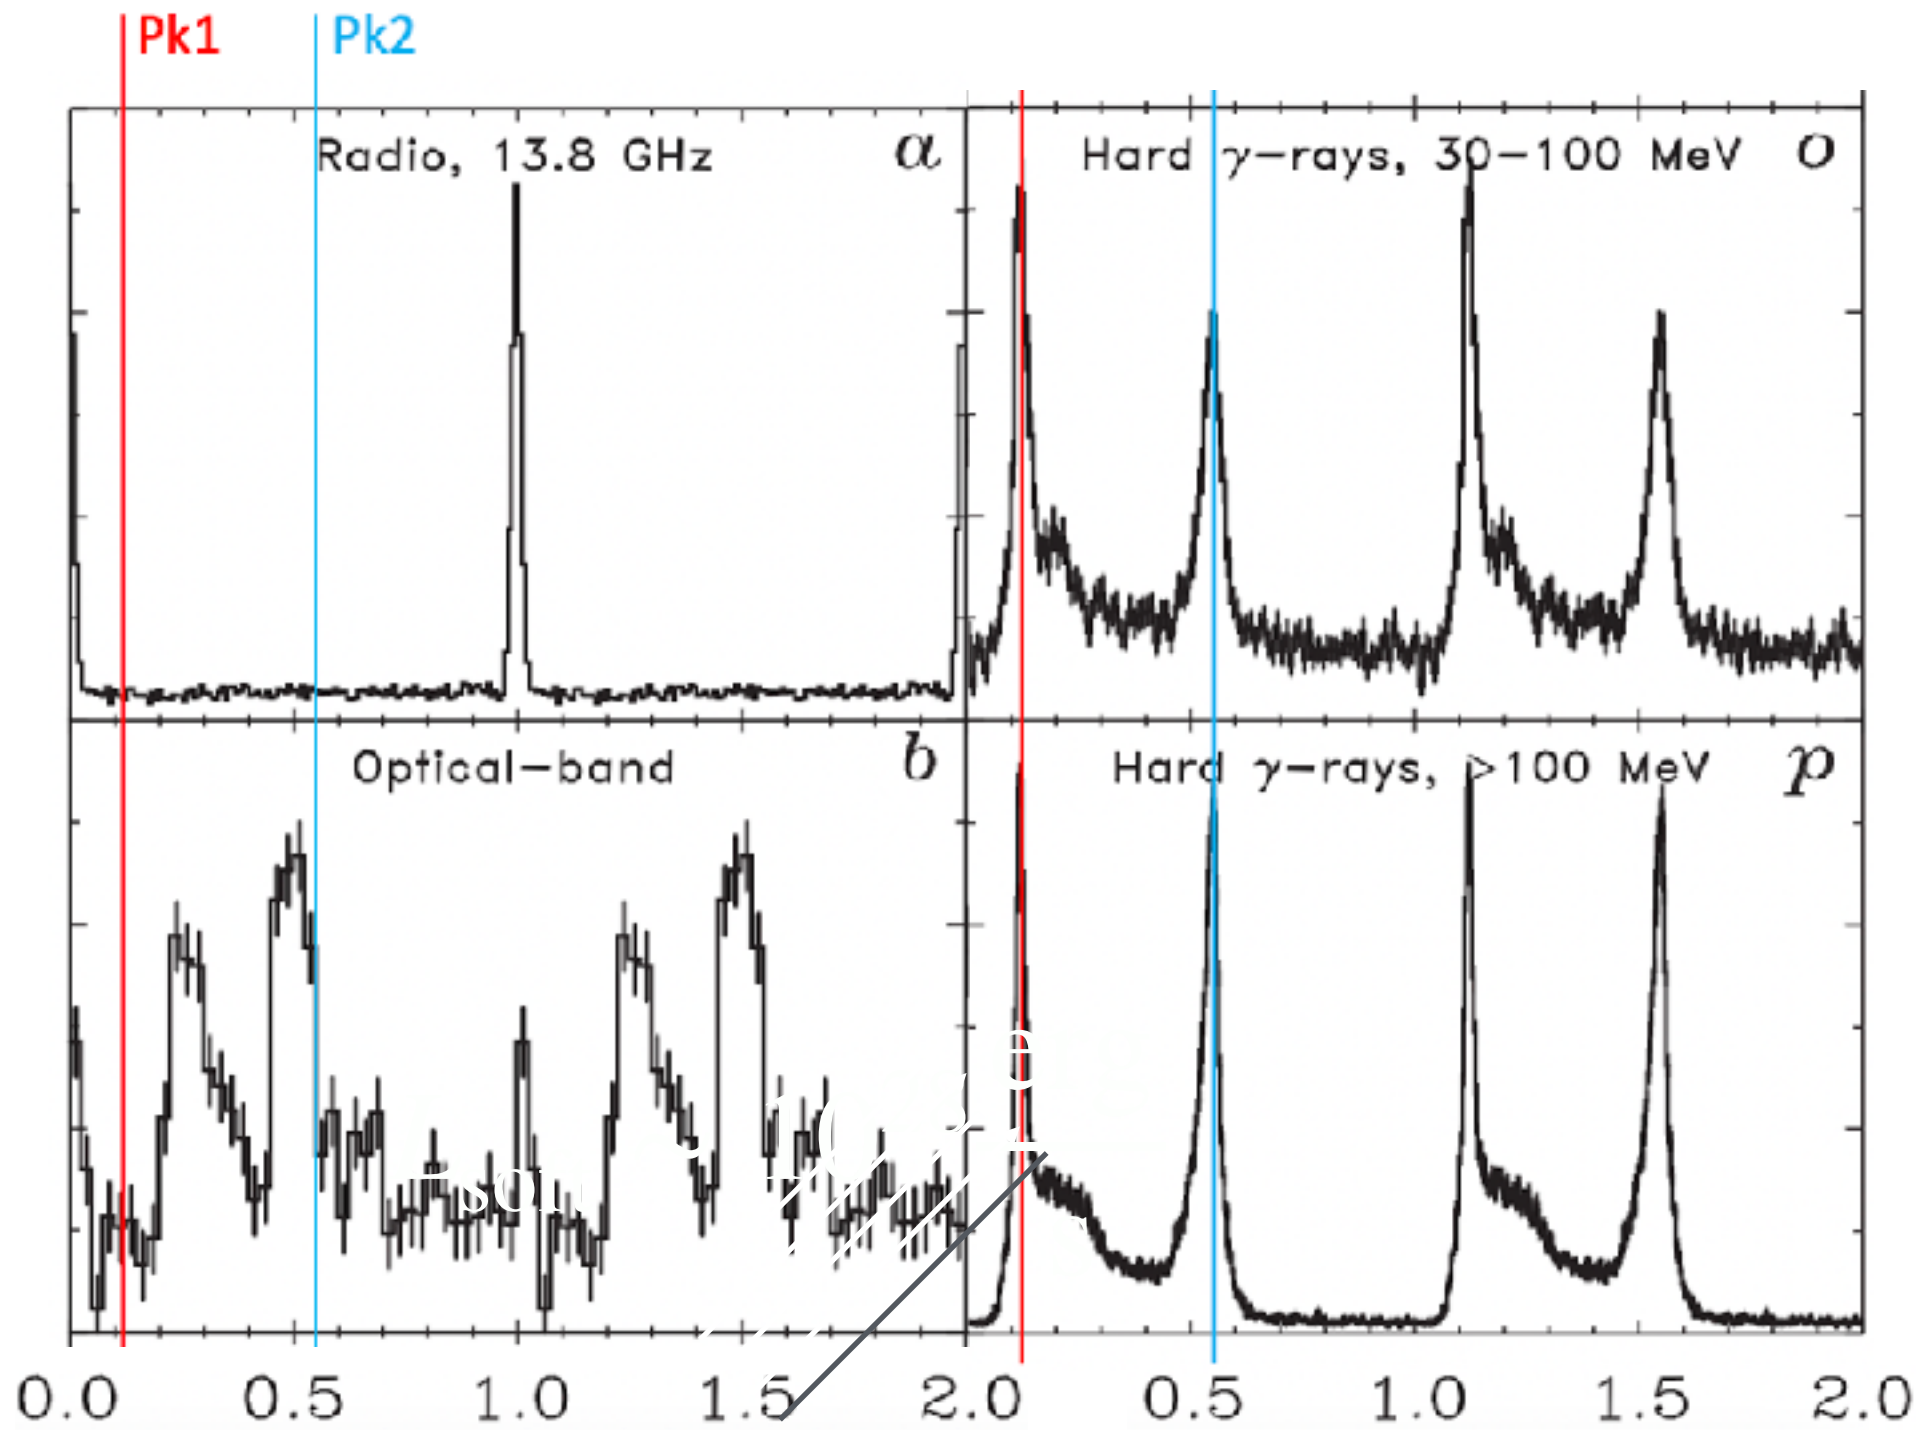 Pk1 Pk2
Radio, 13.8 GHz a
Hard γ-rays, 30-100 MeV o
Optical-band b
Hard γ-rays, >100 MeV p
0.0 0.5 1.0 1.5 2.0 0.5 1.0 1.5 2.0